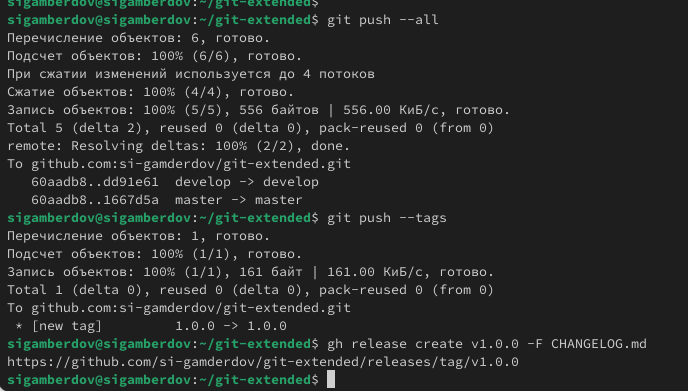 sigamberdov@sigamberdov:~/git-extended$
sigamberdov@sigamberdov:~/git-extended$ git push --all
Перечисление объектов: 6, готово.
Подсчет объектов: 100% (6/6), готово.
При сжатии изменений используется до 4 потоков
Сжатие объектов: 100% (4/4), готово.
Запись объектов: 100% (5/5), 556 байтов | 556.00 КиБ/с, готово.
Total 5 (delta 2), reused 0 (delta 0), pack-reused 0 (from 0)
remote: Resolving deltas: 100% (2/2), done.
To github.com:si-gamderdov/git-extended.git
   60aadb8..dd91e61  develop -> develop
   60aadb8..1667d5a  master -> master
sigamberdov@sigamberdov:~/git-extended$ git push --tags
Перечисление объектов: 1, готово.
Подсчет объектов: 100% (1/1), готово.
Запись объектов: 100% (1/1), 161 байт | 161.00 КиБ/с, готово.
Total 1 (delta 0), reused 0 (delta 0), pack-reused 0 (from 0)
To github.com:si-gamderdov/git-extended.git
 * [new tag]         1.0.0 -> 1.0.0
sigamberdov@sigamberdov:~/git-extended$ gh release create v1.0.0 -F CHANGELOG.md
https://github.com/si-gamderdov/git-extended/releases/tag/v1.0.0
sigamberdov@sigamberdov:~/git-extended$